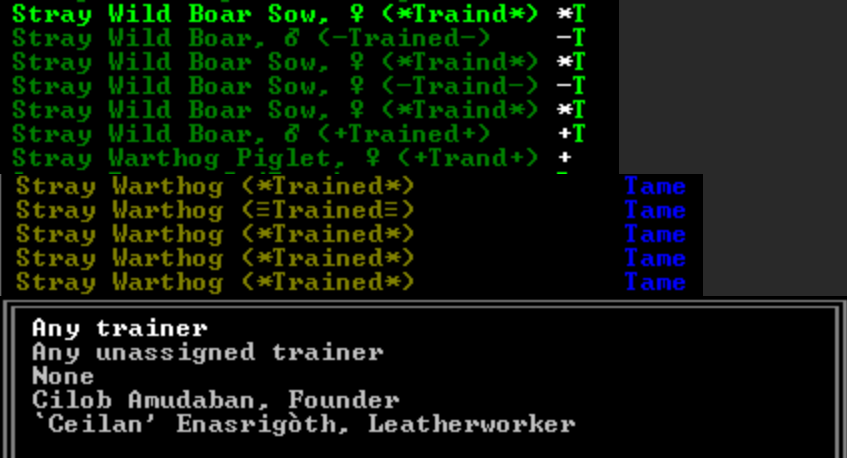 Stray Wild Boar Sow, ♀ (*Traind*) *T
Stray Wild Boar, ♂ (-Trained-) -T
Stray Wild Boar Sow, ♀ (*Traind*) *T
Stray Wild Boar Sow, ♀ (-Traind-) -T
Stray Wild Boar Sow, ♀ (*Traind*) *T
Stray Wild Boar, ♂ (+Trained+) +T
Stray Warthog Piglet, ♀ (+Trand+) +
Stray Warthog (*Trained*) Tame
Stray Warthog (≡Trained≡) Tame
Stray Warthog (*Trained*) Tame
Stray Warthog (*Trained*) Tame
Stray Warthog (*Trained*) Tame
Any trainer
Any unassigned trainer
None
Cilob Amudaban, Founder
`Ceilan' Enasrigòth, Leatherworker